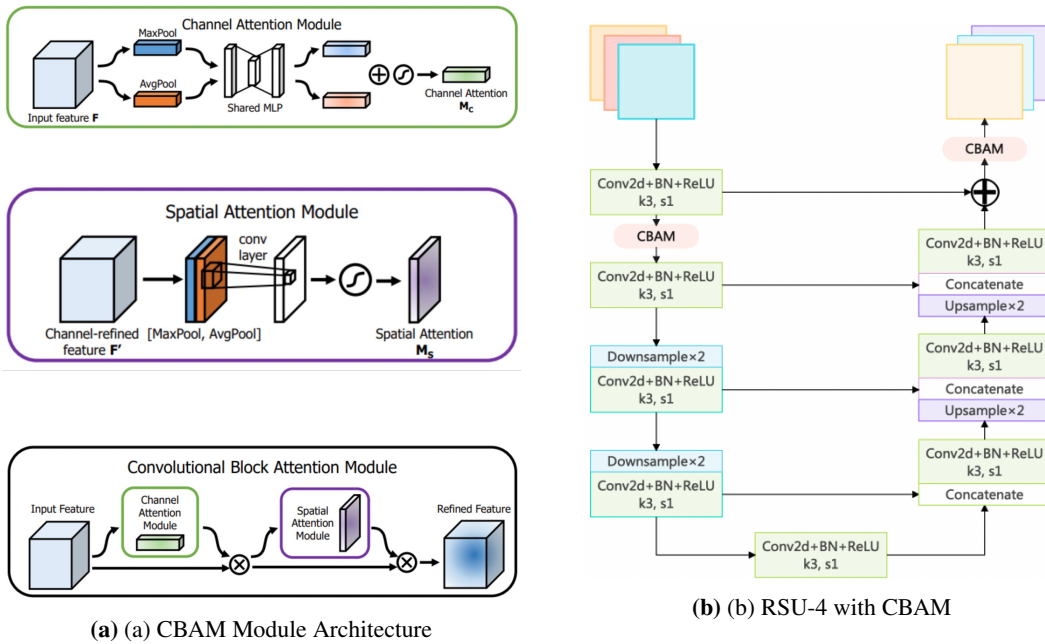 Channel Attention Module
MaxPool
AvgPool
Input feature F
Shared MLP
Channel Attention
M_C
Spatial Attention Module
conv
layer
Channel-refined
feature F'
[MaxPool, AvgPool]
Spatial Attention
M_S
Convolutional Block Attention Module
Input Feature
Channel
Attention
Module
Spatial
Attention
Module
Refined Feature
(a) (a) CBAM Module Architecture
Conv2d+BN+ReLU
k3, s1
CBAM
Conv2d+BN+ReLU
k3, s1
Downsample×2
Conv2d+BN+ReLU
k3, s1
Downsample×2
Conv2d+BN+ReLU
k3, s1
Conv2d+BN+ReLU
k3, s1
CBAM
Conv2d+BN+ReLU
k3, s1
Concatenate
Upsample×2
Conv2d+BN+ReLU
k3, s1
Concatenate
Upsample×2
Conv2d+BN+ReLU
k3, s1
Concatenate
(b) (b) RSU-4 with CBAM